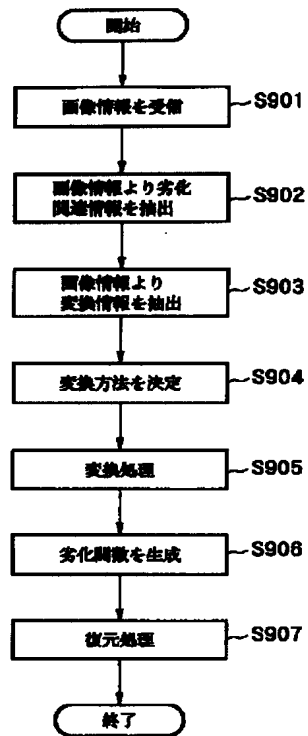 開始
画像情報を受信
S901
画像情報より劣化
関連情報を抽出
S902
画像情報より
変換情報を抽出
S903
変換方法を決定
S904
変換処理
S905
劣化関数を生成
S906
復元処理
S907
終了